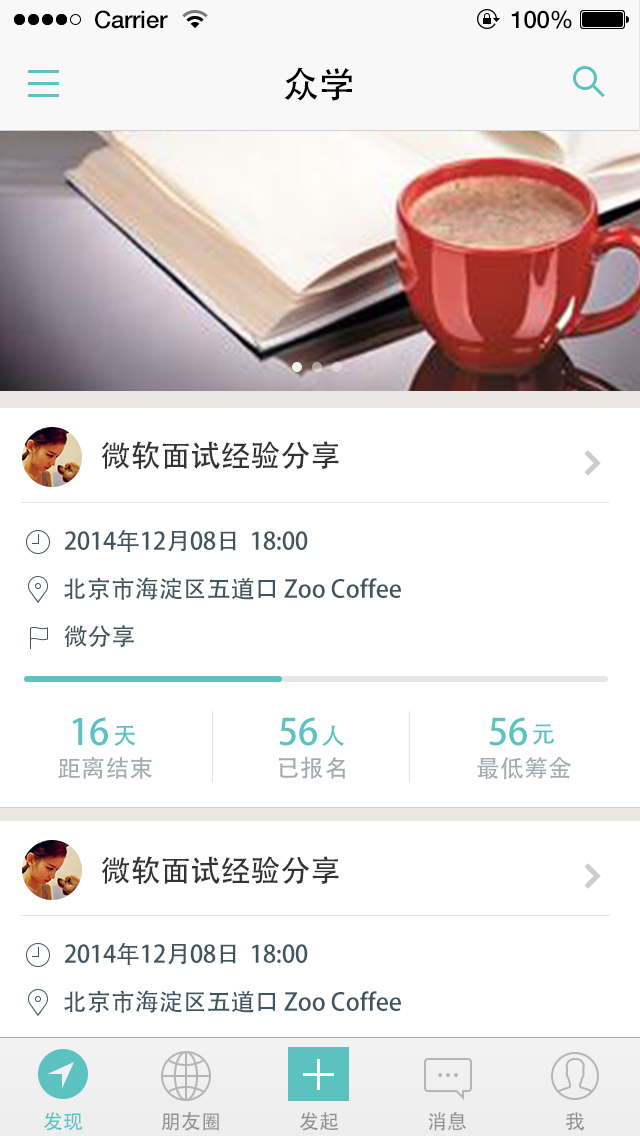 Carrier 100%
众学
微软面试经验分享
2014年12月08日 18:00
北京市海淀区五道口 Zoo Coffee
微分享
16天 56人 56元
距离结束 已报名 最低筹金
微软面试经验分享
2014年12月08日 18:00
北京市海淀区五道口 Zoo Coffee
发现 朋友圈 发起 消息 我